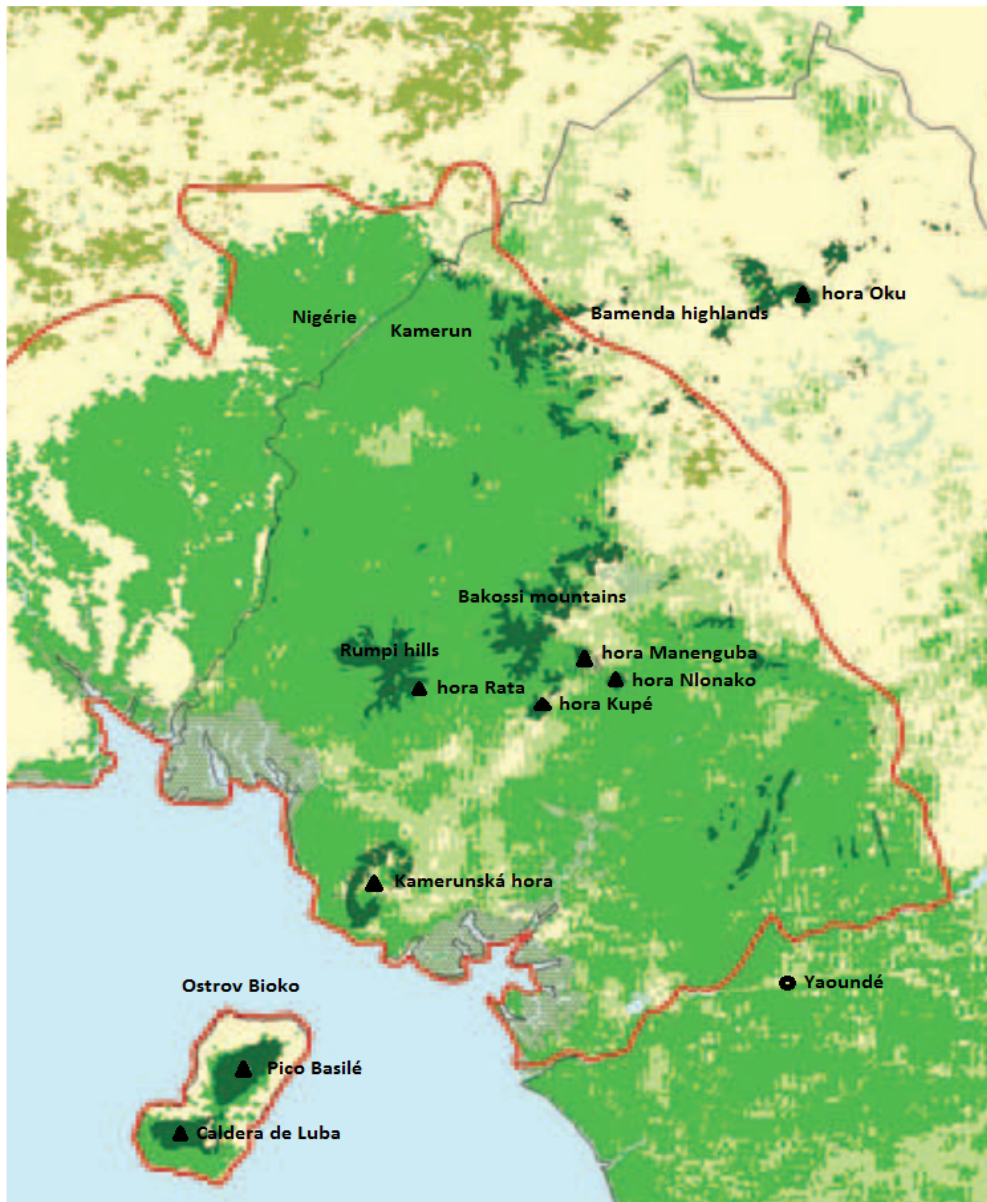 hora Oku
Bamenda highlands
Nigérie
Kamerun
Bakossi mountains
Rumpi hills
hora Manenguba
hora Nlonako
hora Rata
hora Kupé
Kamerunská hora
Yaoundé
Ostrov Bioko
Pico Basilé
Caldera de Luba